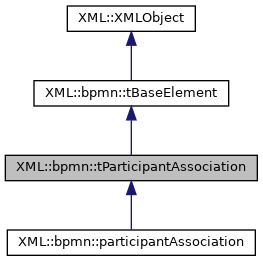 XML::XMLObject
XML::bpmn::tBaseElement
XML::bpmn::tParticipantAssociation
XML::bpmn::participantAssociation